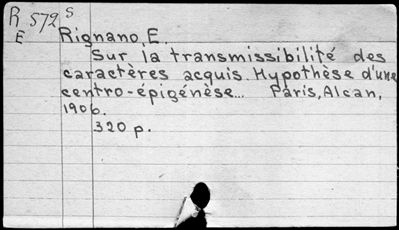 R 572 S
E
Rignano, E.
Sur la transmissibilité des
caractères acquis. Hypothèse d'une
centro-épigénèse... Paris, Alcan,
1906.
320 p.